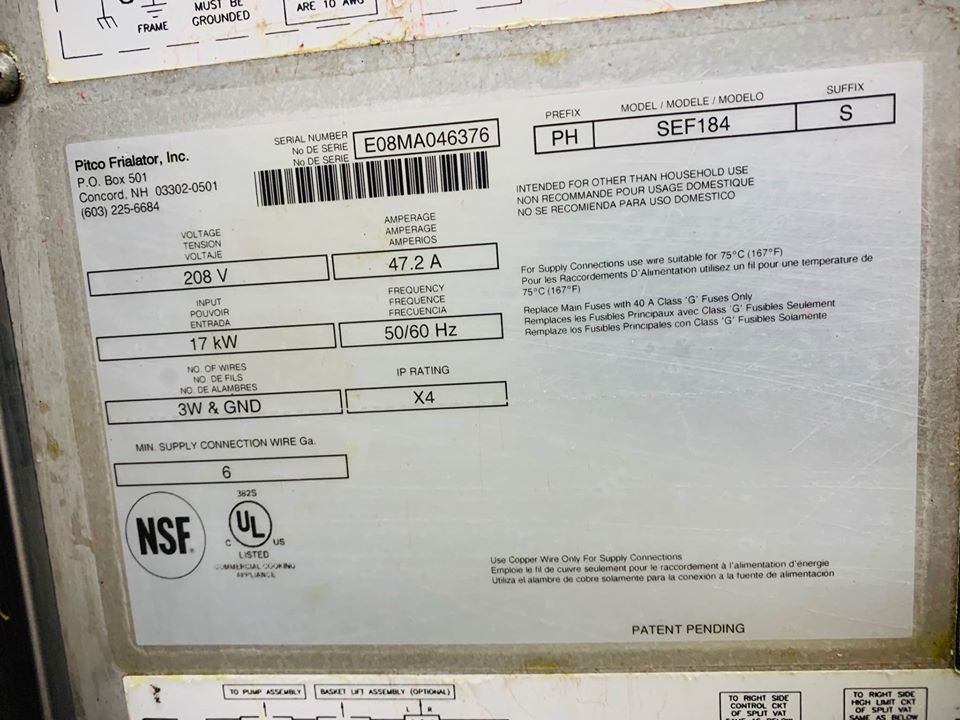 FRAME
MUST BE
GROUNDED
ARE 10 AWG
Pitco Frialator, Inc.
P.O. Box 501
Concord, NH 03302-0501
(603) 225-6684
SERIAL NUMBER
No DE SÉRIE
No DE SERIE
E08MA046376
PREFIX
PH
MODEL / MODELE / MODELO
SEF184
SUFFIX
S
INTENDED FOR OTHER THAN HOUSEHOLD USE
NON RECOMMANDE POUR USAGE DOMESTIQUE
NO SE RECOMIENDA PARA USO DOMESTICO
VOLTAGE
TENSION
VOLTAJE
208 V
AMPERAGE
AMPERAGE
AMPERIOS
47.2 A
INPUT
POUVOIR
ENTRADA
17 kW
FREQUENCY
FREQUENCE
FRECUENCIA
50/60 Hz
NO. OF WIRES
NO. DE FILS
NO. DE ALAMBRES
3W & GND
IP RATING
X4
MIN. SUPPLY CONNECTION WIRE Ga.
6
For Supply Connections use wire suitable for 75°C (167°F)
Pour les Raccordements D'Alimentation utilisez un fil pour une temperature de
75°C (167°F)
Replace Main Fuses with 40 A Class 'G' Fuses Only
Remplaces les Fusibles Principaux avec Class 'G' Fusibles Seulement
Remplaze los Fusibles Principales con Class 'G' Fusibles Solamente
NSF.
382S
UL
C US
LISTED
COMMERCIAL COOKING
APPLIANCE
Use Copper Wire Only For Supply Connections
Emploie le fil de cuivre seulement pour le raccordement à l'alimentation d'énergie
Utiliza el alambre de cobre solamente para la conexión a la fuente de alimentación
PATENT PENDING
TO PUMP ASSEMBLY
BASKET LIFT ASSEMBLY (OPTIONAL)
L R
TO RIGHT SIDE
CONTROL CKT
OF SPLIT VAT
SAME AS BELOW
TO RIGHT SIDE
HIGH LIMIT CKT
OF SPLIT VAT
SAME AS BELOW